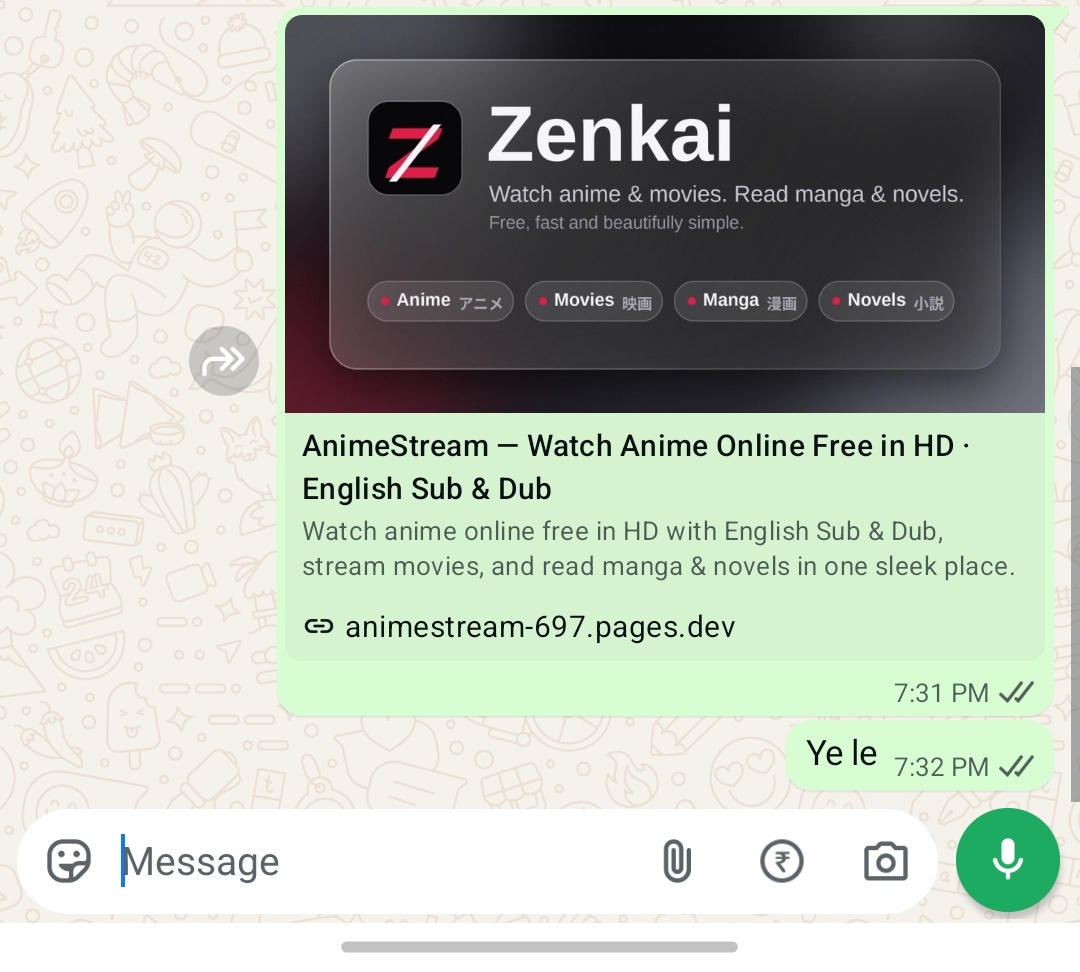 Zenkai
Watch anime & movies. Read manga & novels.
Free, fast and beautifully simple.
Anime アニメ Movies 映画 Manga 漫画 Novels 小説
AnimeStream — Watch Anime Online Free in HD ·
English Sub & Dub
Watch anime online free in HD with English Sub & Dub,
stream movies, and read manga & novels in one sleek place.
animestream-697.pages.dev
7:31 PM
Ye le 7:32 PM
Message